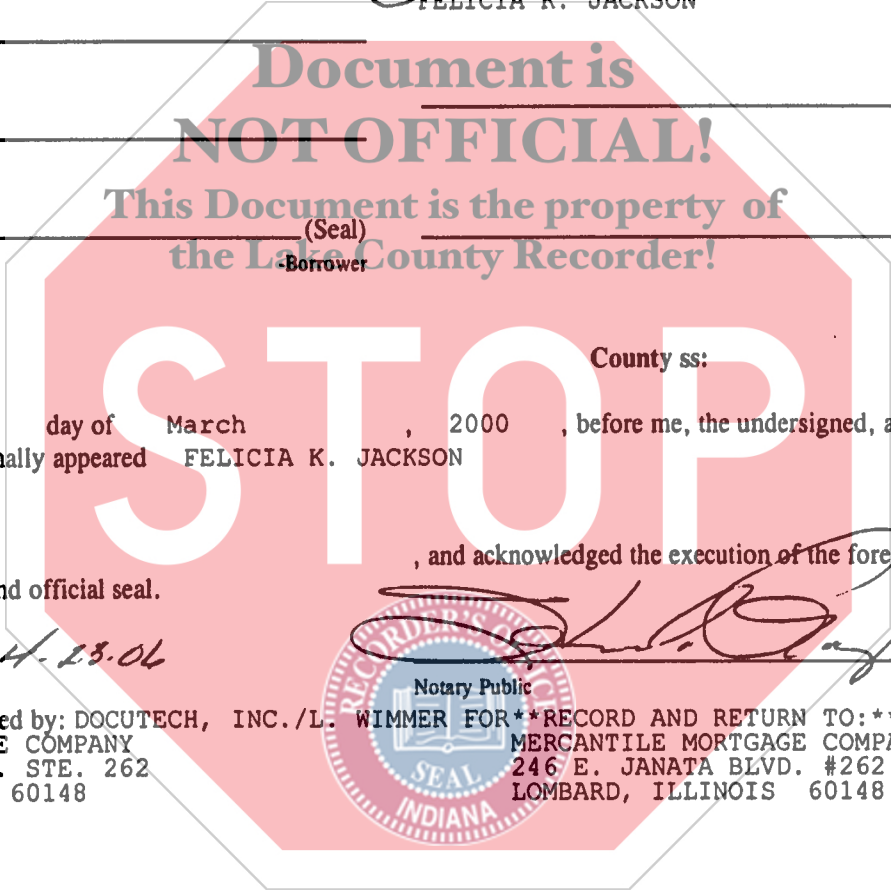 FELICIA K. JACKSON
Document is
NOT OFFICIAL!
This Document is the property of
(Seal)
the Lake County Recorder!
-Borrower
STOP
County ss:
day of March , 2000 , before me, the undersigned, a
nally appeared FELICIA K. JACKSON
, and acknowledged the execution of the fore
nd official seal.
4.23.06
Notary Public
RECORDER'S OFFICE
SEAL
INDIANA
ed by: DOCUTECH, INC./L. WIMMER FOR**RECORD AND RETURN TO:**
E COMPANY MERCANTILE MORTGAGE COMPA
. STE. 262 246 E. JANATA BLVD. #262
60148 LOMBARD, ILLINOIS 60148